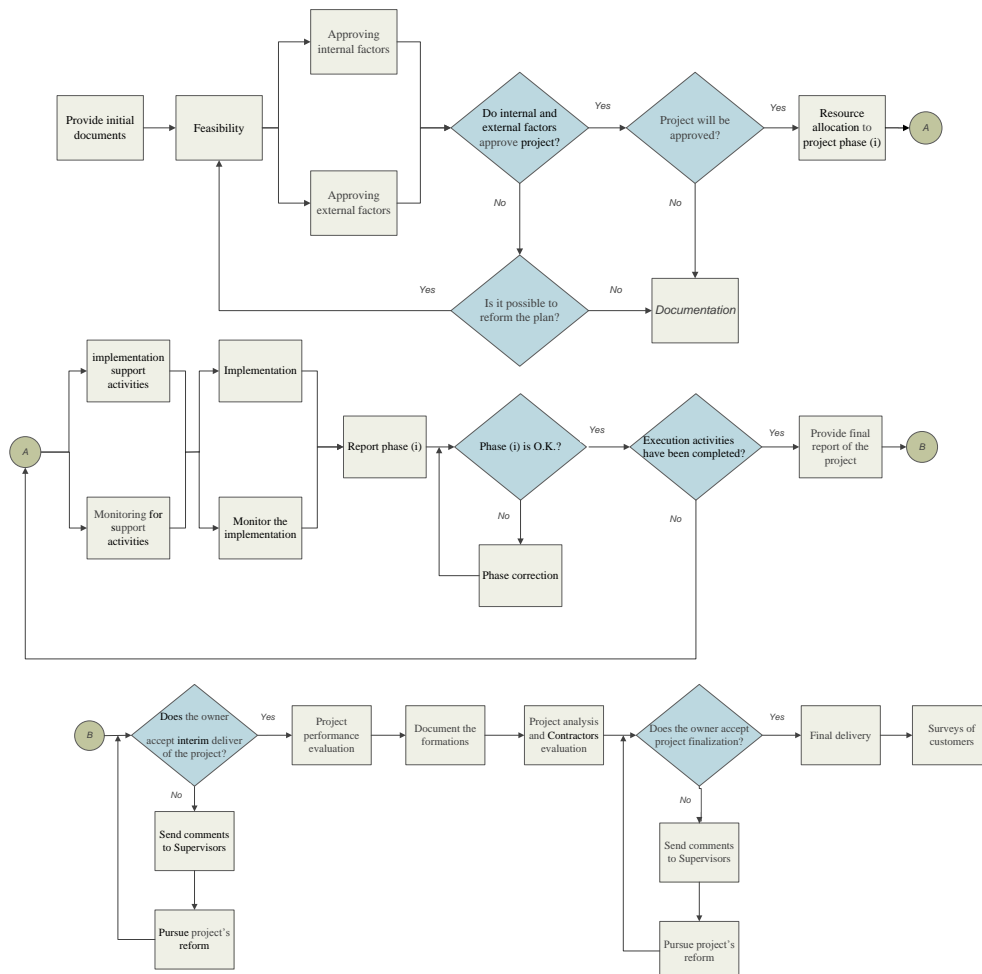 Approving
internal factors
Provide initial
documents
Feasibility
Approving
external factors
Do internal and
external factors
approve project?
Yes
No
Project will be
approved?
Yes
No
Resource
allocation to
project phase (i)
A
Is it possible to
reform the plan?
Yes
No
Documentation
A
implementation
support
activities
Monitoring for
support
activities
Implementation
Monitor the
implementation
Report phase (i)
Phase (i) is O.K.?
Yes
No
Phase correction
Execution activities
have been completed?
Yes
No
Provide final
report of the
project
B
B
Does the owner
accept interim deliver
of the project?
Yes
No
Send comments
to Supervisors
Pursue project's
reform
Project
performance
evaluation
Document the
formations
Project analysis
and Contractors
evaluation
Does the owner accept
project finalization?
Yes
No
Send comments
to Supervisors
Pursue project's
reform
Final delivery
Surveys of
customers